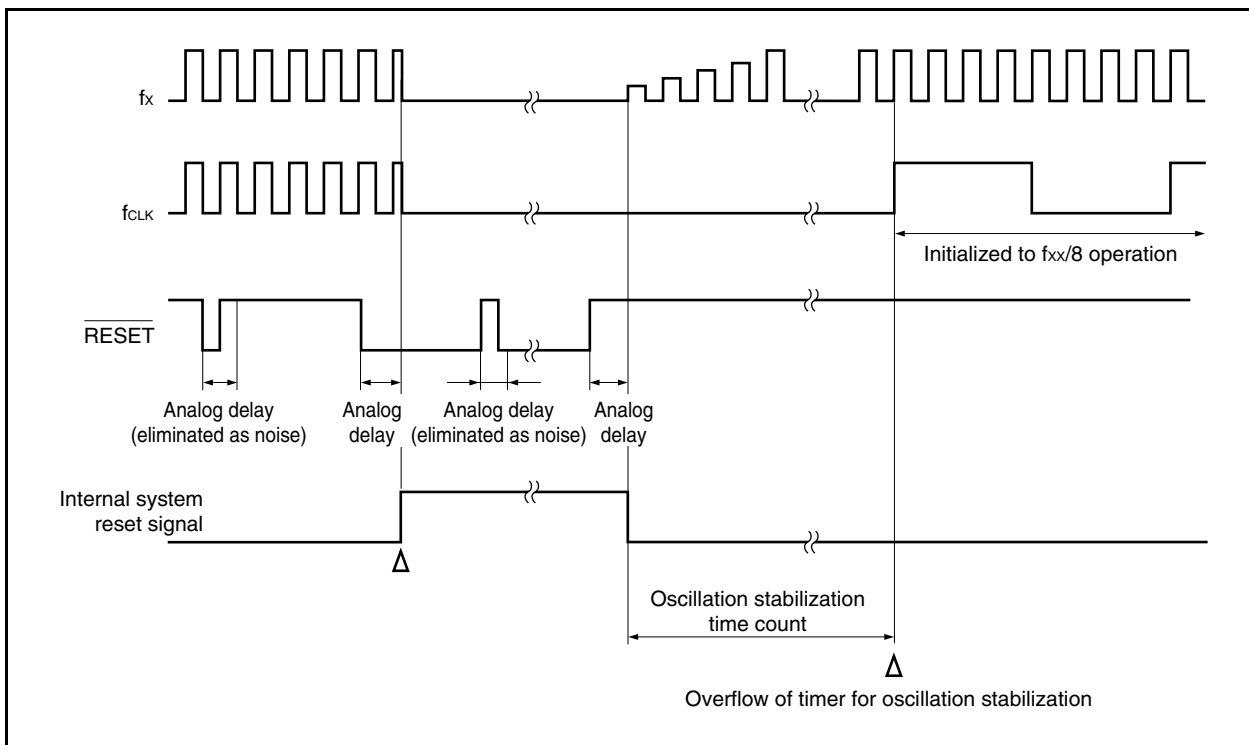 fX
fCLK
Initialized to fXX/8 operation
RESET
Analog delay
(eliminated as noise)
Analog
delay
Analog delay
(eliminated as noise)
Analog
delay
Internal system
reset signal
Oscillation stabilization
time count
Overflow of timer for oscillation stabilization